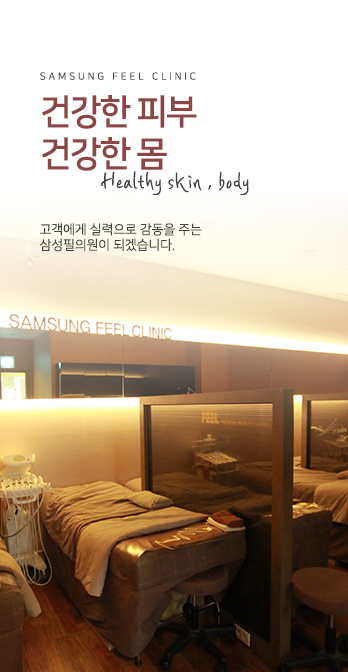 SAMSUNG FEEL CLINIC
건강한 피부
건강한 몸
Healthy skin , body
고객에게 실력으로 감동을 주는
삼성필의원이 되겠습니다.
SAMSUNG FEEL CLINIC
FEEL